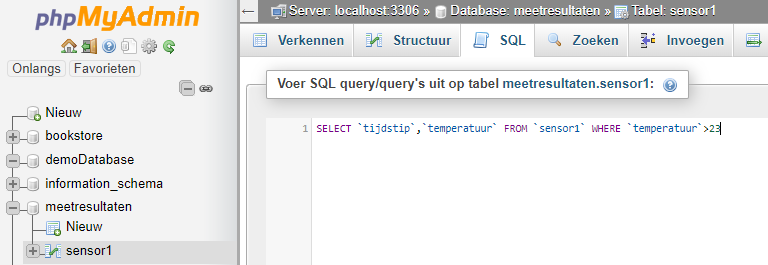 phpMyAdmin
Onlangs Favorieten
Nieuw
bookstore
demoDatabase
information_schema
meetresultaten
Nieuw
sensor1
Server: localhost:3306 » Database: meetresultaten » Tabel: sensor1
Verkennen Structuur SQL Zoeken Invoegen
Voer SQL query/query's uit op tabel meetresultaten.sensor1:
1 SELECT `tijdstip`,`temperatuur` FROM `sensor1` WHERE `temperatuur`>23